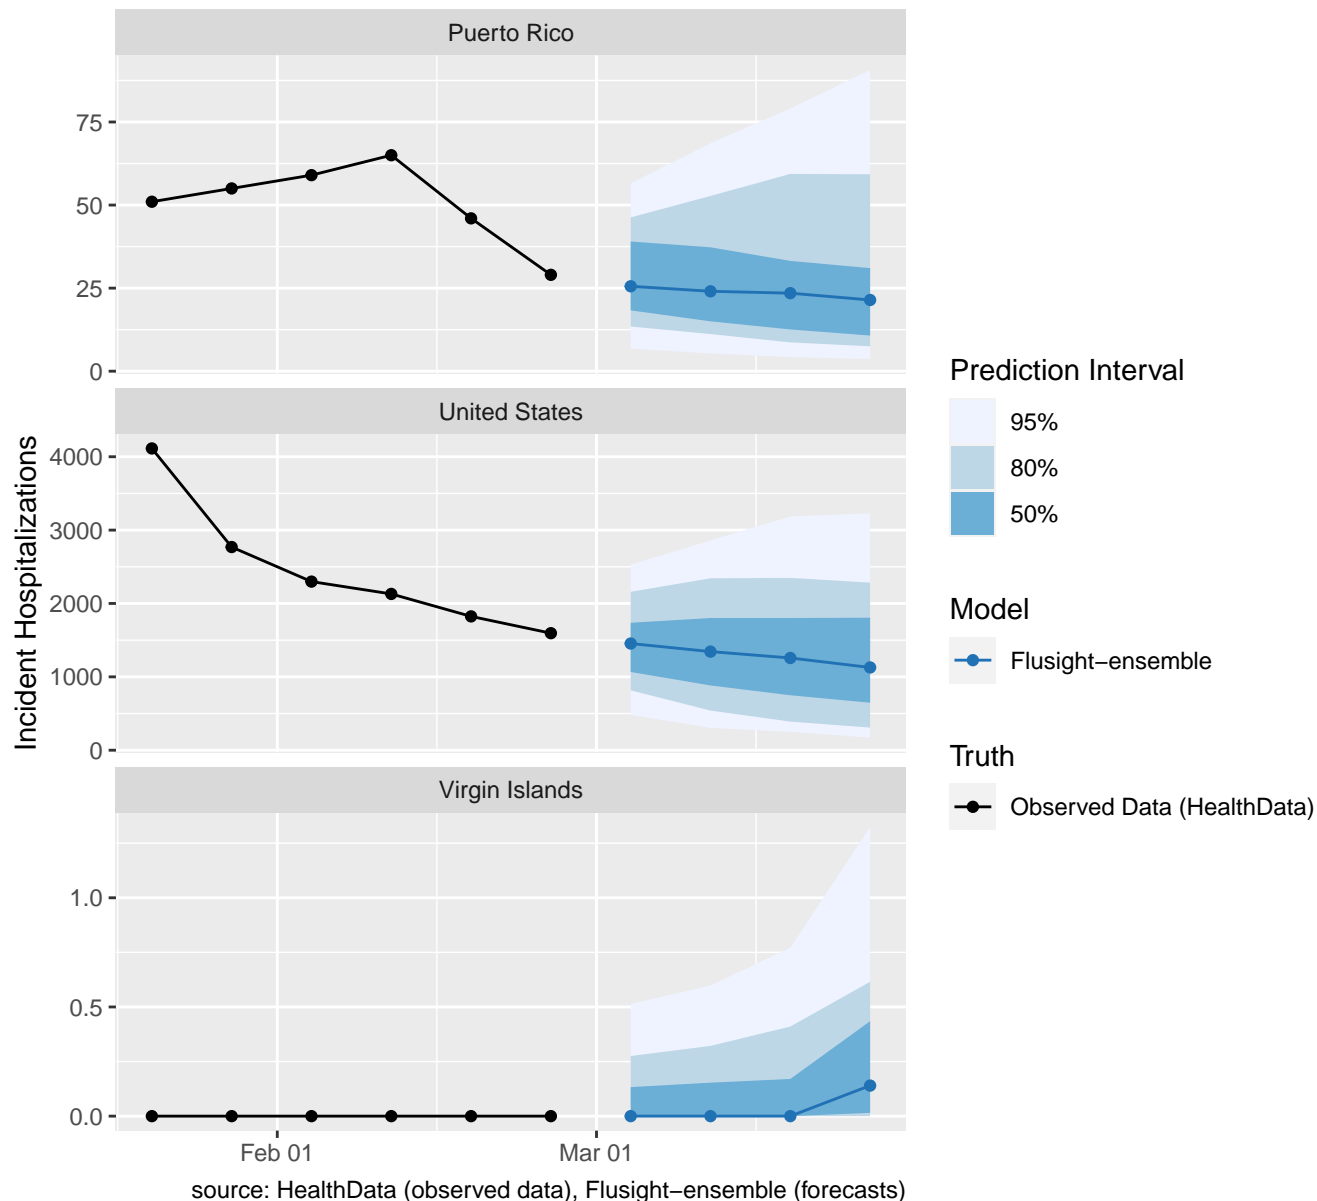 Puerto Rico
75
50
25
0
United States
4000
3000
2000
1000
0
Virgin Islands
1.0
0.5
0.0
Feb 01
Mar 01
Incident Hospitalizations
source: HealthData (observed data), Flusight−ensemble (forecasts)
Prediction Interval
95%
80%
50%
Model
Flusight−ensemble
Truth
Observed Data (HealthData)